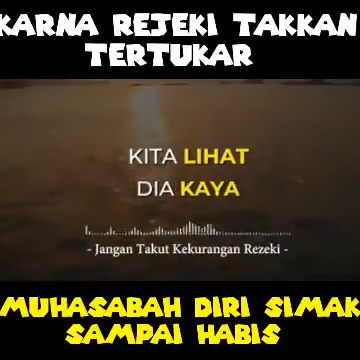 KARNA REJEKI TAKKAN
TERTUKAR
KITA LIHAT
DIA KAYA
- Jangan Takut Kekurangan Rezeki -
MUHASABAH DIRI SIMAK
SAMPAI HABIS